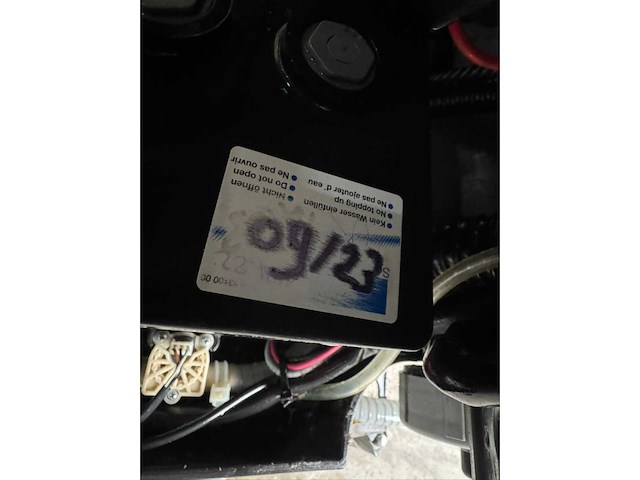 ● Nicht öffnen
● Do not open
● Ne pas ouvrir
● Kein Wasser einfüllen
● No topping up
● Ne pas ajouter d'eau
09/23